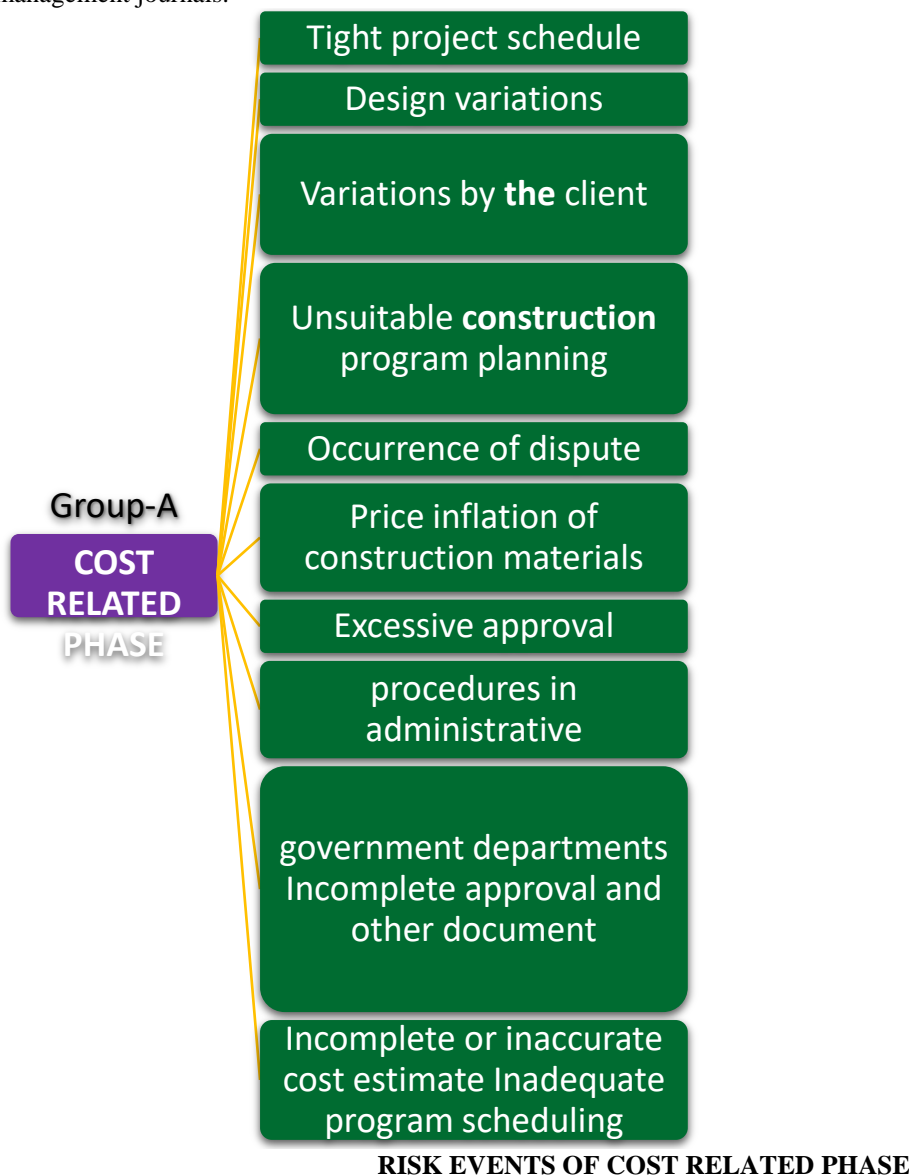 management journals.
Tight project schedule
Design variations
Variations by the client
Unsuitable construction
program planning
Occurrence of dispute
Group-A
COST
RELATED
PHASE
Price inflation of
construction materials
Excessive approval
procedures in
administrative
government departments
Incomplete approval and
other document
Incomplete or inaccurate
cost estimate Inadequate
program scheduling
RISK EVENTS OF COST RELATED PHASE